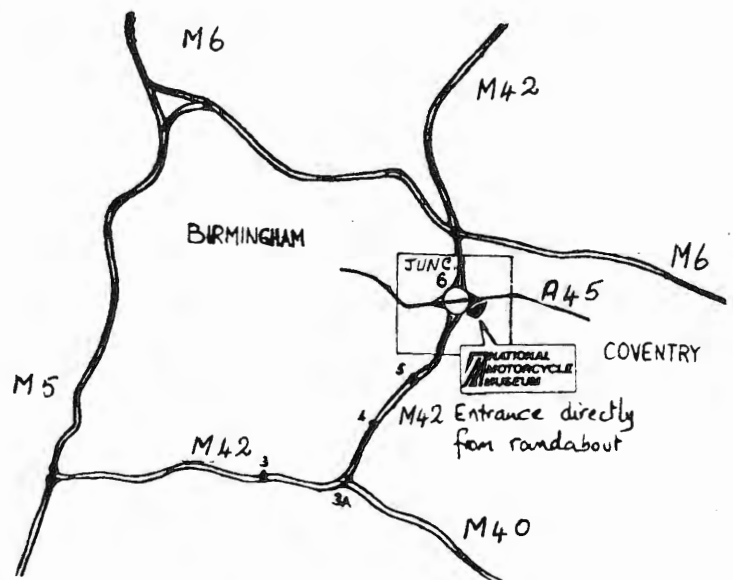 M6
M42
BIRMINGHAM
JUNC.
6
M6
A45
NATIONAL
MOTORCYCLE
MUSEUM
COVENTRY
M5
5
4
M42 Entrance directly
from roundabout
M42
3
3A
M40